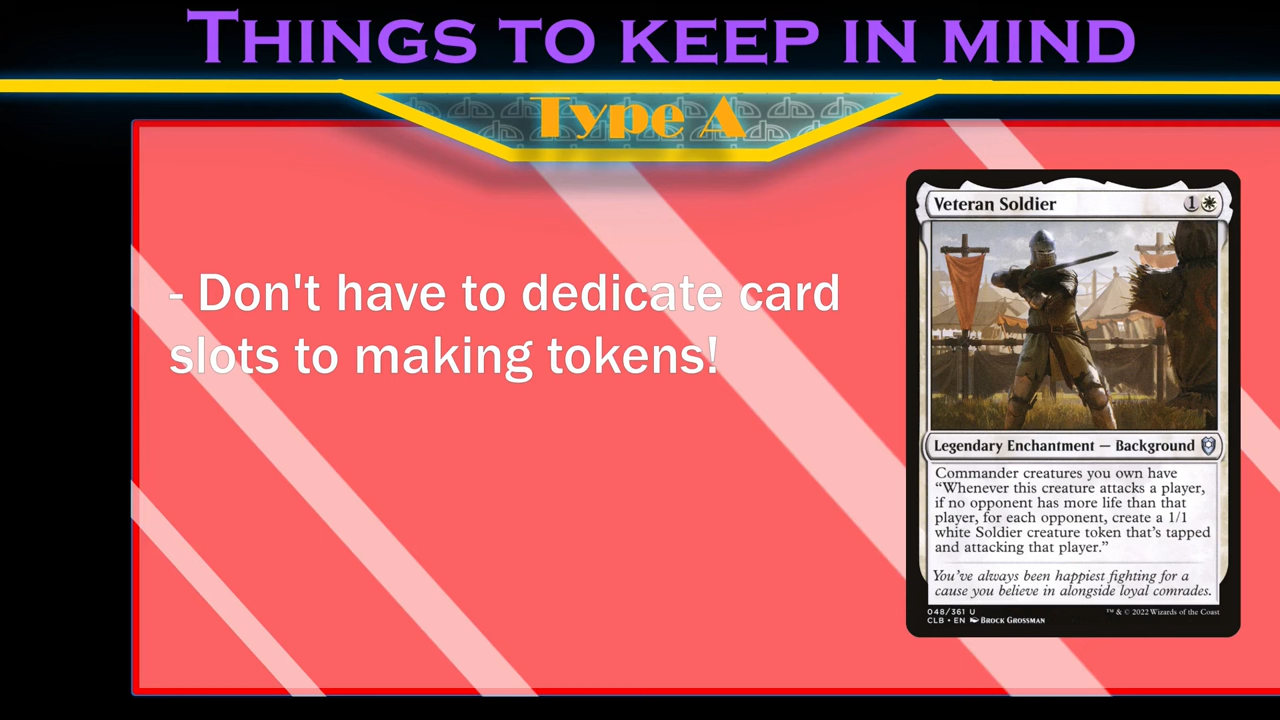 THINGS TO KEEP IN MIND
Type A
- Don't have to dedicate card
slots to making tokens!
Veteran Soldier
1
Legendary Enchantment — Background
Commander creatures you own have
“Whenever this creature attacks a player,
if no opponent has more life than that
player, for each opponent, create a 1/1
white Soldier creature token that's tapped
and attacking that player.”
You've always been happiest fighting for a
cause you believe in alongside loyal comrades.
048/361 U
™ & © 2022 Wizards of the Coast
CLB • EN BROCK GROSSMAN